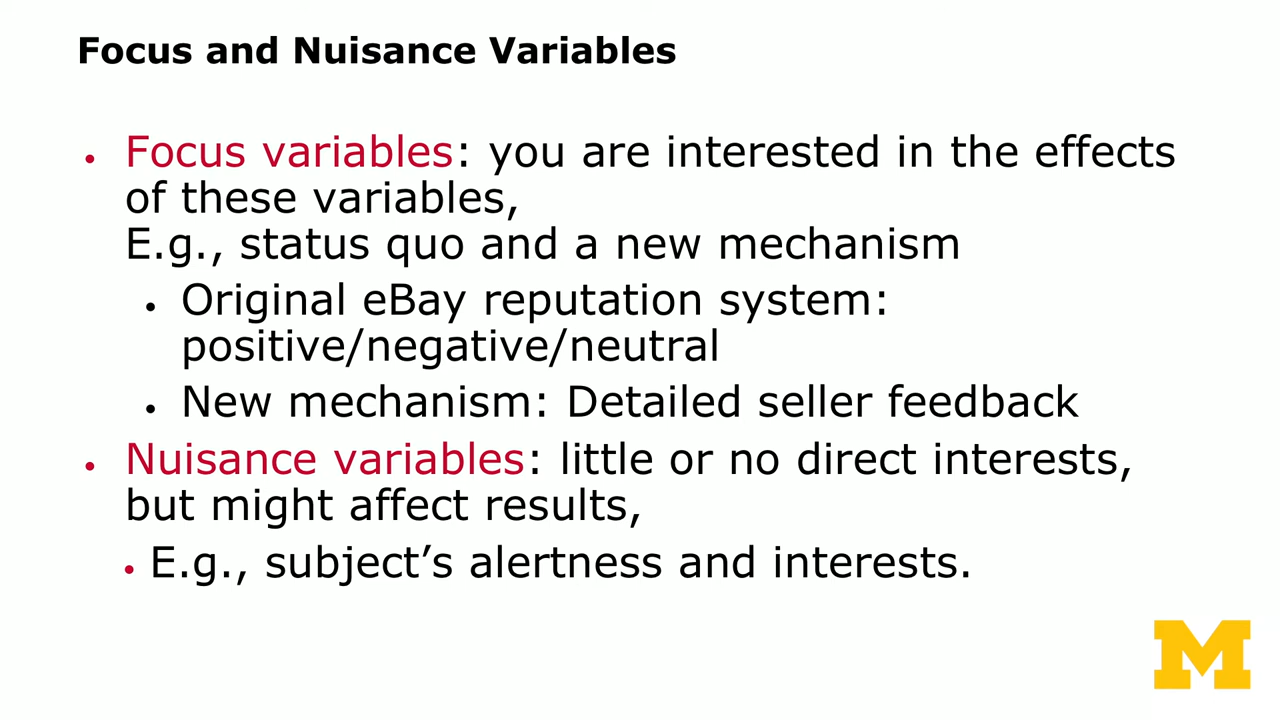 Focus and Nuisance Variables
• Focus variables: you are interested in the effects
of these variables,
E.g., status quo and a new mechanism
• Original eBay reputation system:
positive/negative/neutral
• New mechanism: Detailed seller feedback
• Nuisance variables: little or no direct interests,
but might affect results,
• E.g., subject’s alertness and interests.
M